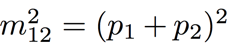 $m_{12}^2 = (p_1 + p_2)^2$